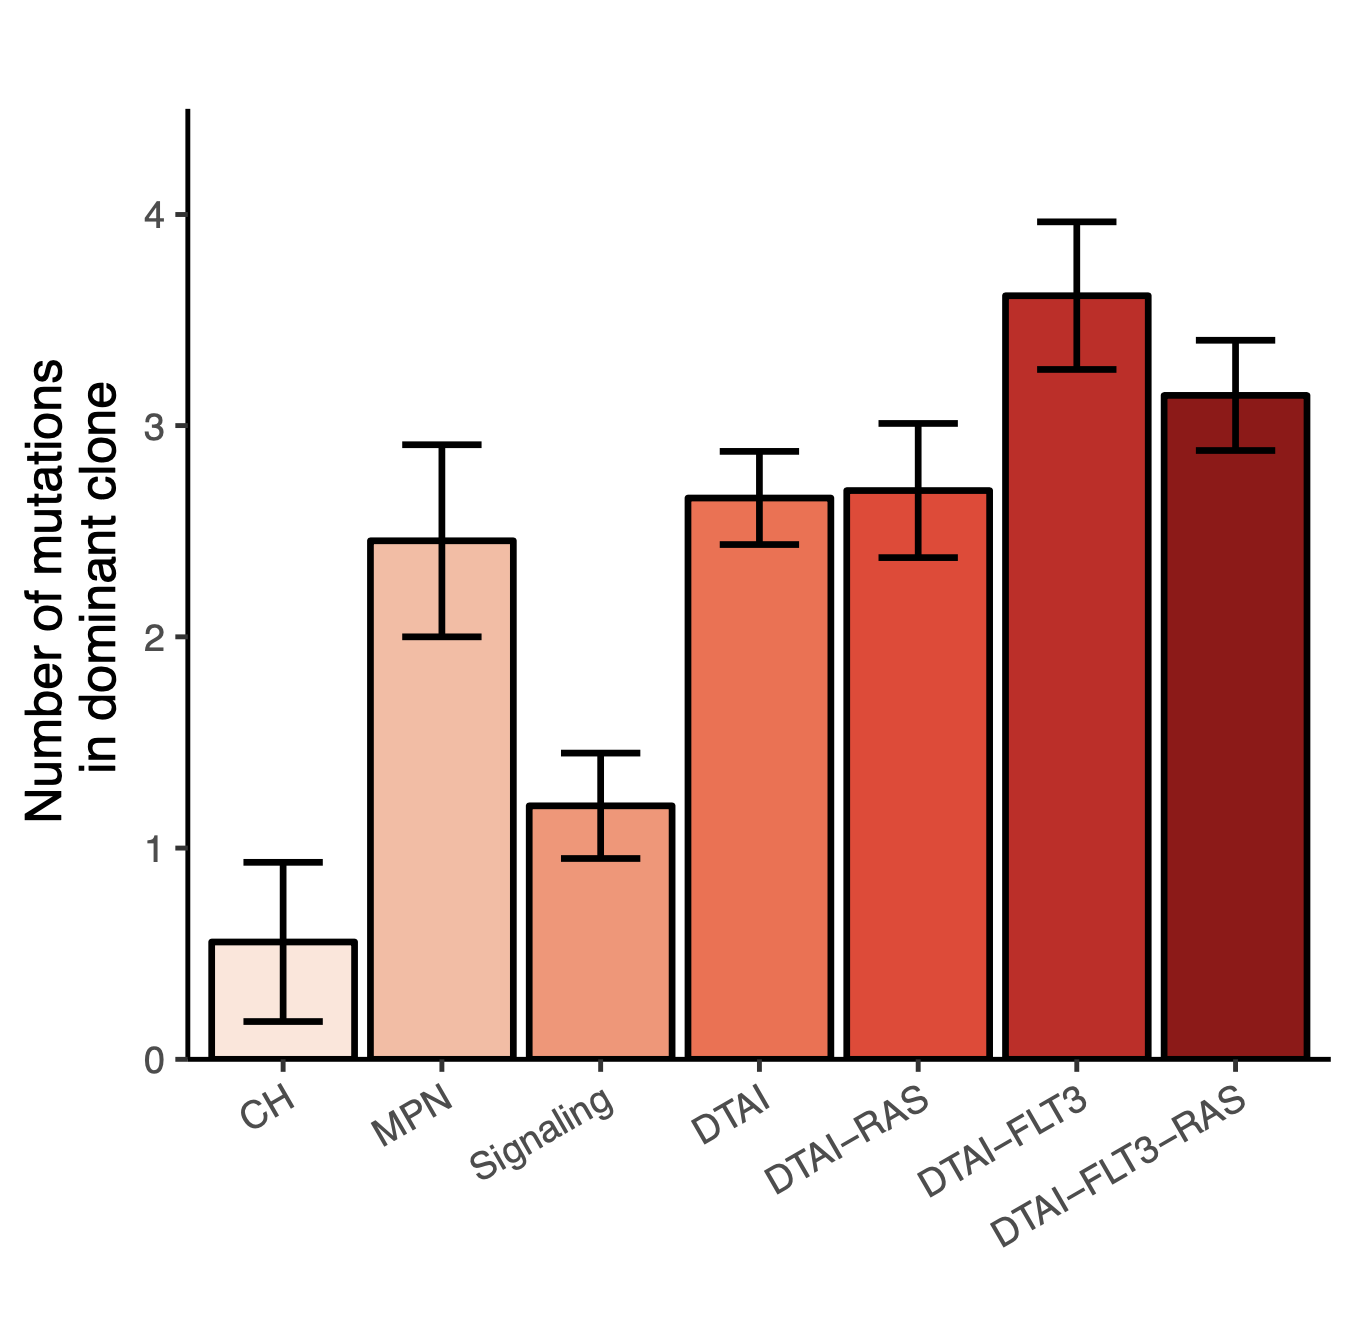 Number of mutations
in dominant clone
4
3
2
1
0
CH
MPN
Signaling
DTAI
DTAI–RAS
DTAI–FLT3
DTAI–FLT3–RAS